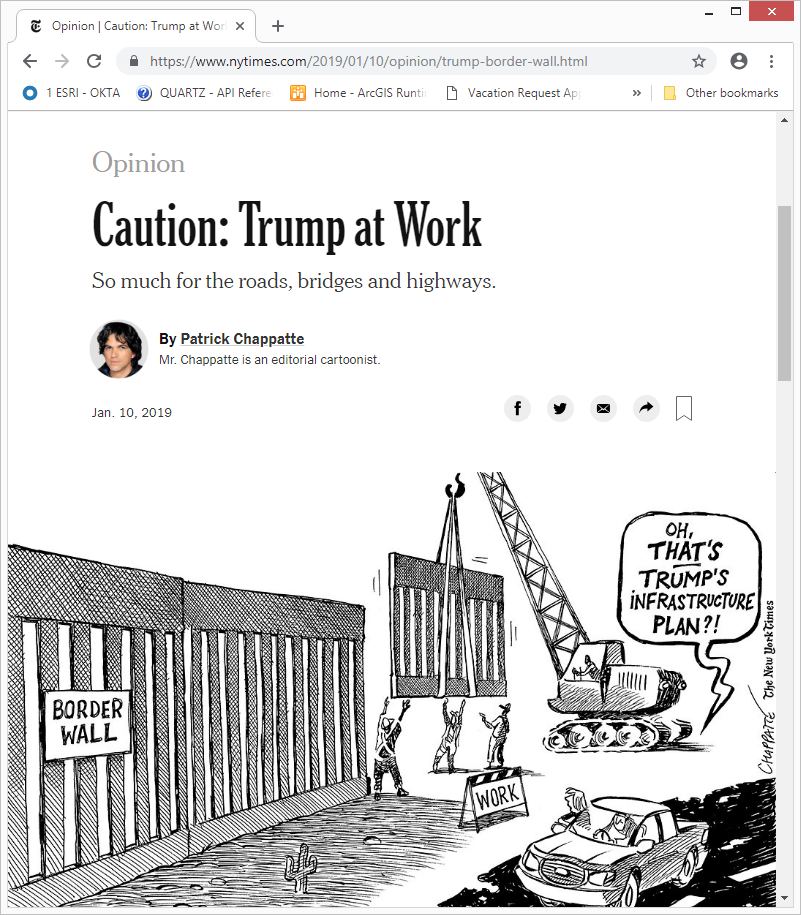 Opinion | Caution: Trump at Wor
https://www.nytimes.com/2019/01/10/opinion/trump-border-wall.html
1 ESRI - OKTA QUARTZ - API Refere Home - ArcGIS Runti Vacation Request Ap » Other bookmarks
Opinion
Caution: Trump at Work
So much for the roads, bridges and highways.
By Patrick Chappatte
Mr. Chappatte is an editorial cartoonist.
Jan. 10, 2019
OH,
THAT'S
TRUMP'S
INFRASTRUCTURE
PLAN?!
BORDER
WALL
WORK
CHAPPATTE The New York Times